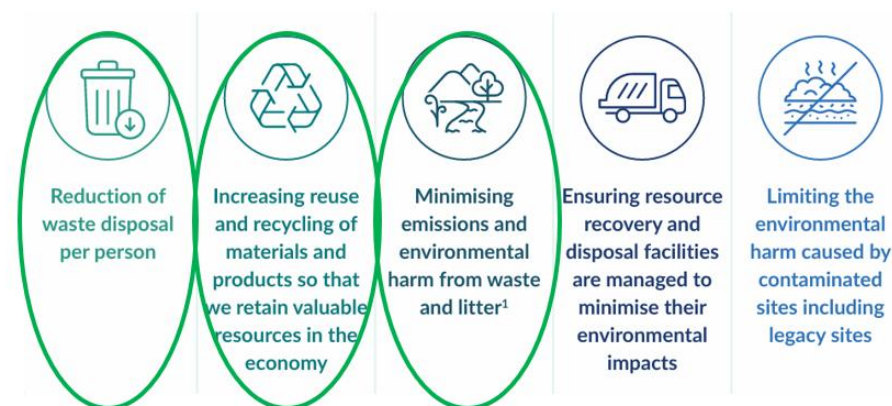 Reduction of
waste disposal
per person
Increasing reuse
and recycling of
materials and
products so that
we retain valuable
resources in the
economy
Minimising
emissions and
environmental
harm from waste
and litter¹
Ensuring resource
recovery and
disposal facilities
are managed to
minimise their
environmental
impacts
Limiting the
environmental
harm caused by
contaminated
sites including
legacy sites